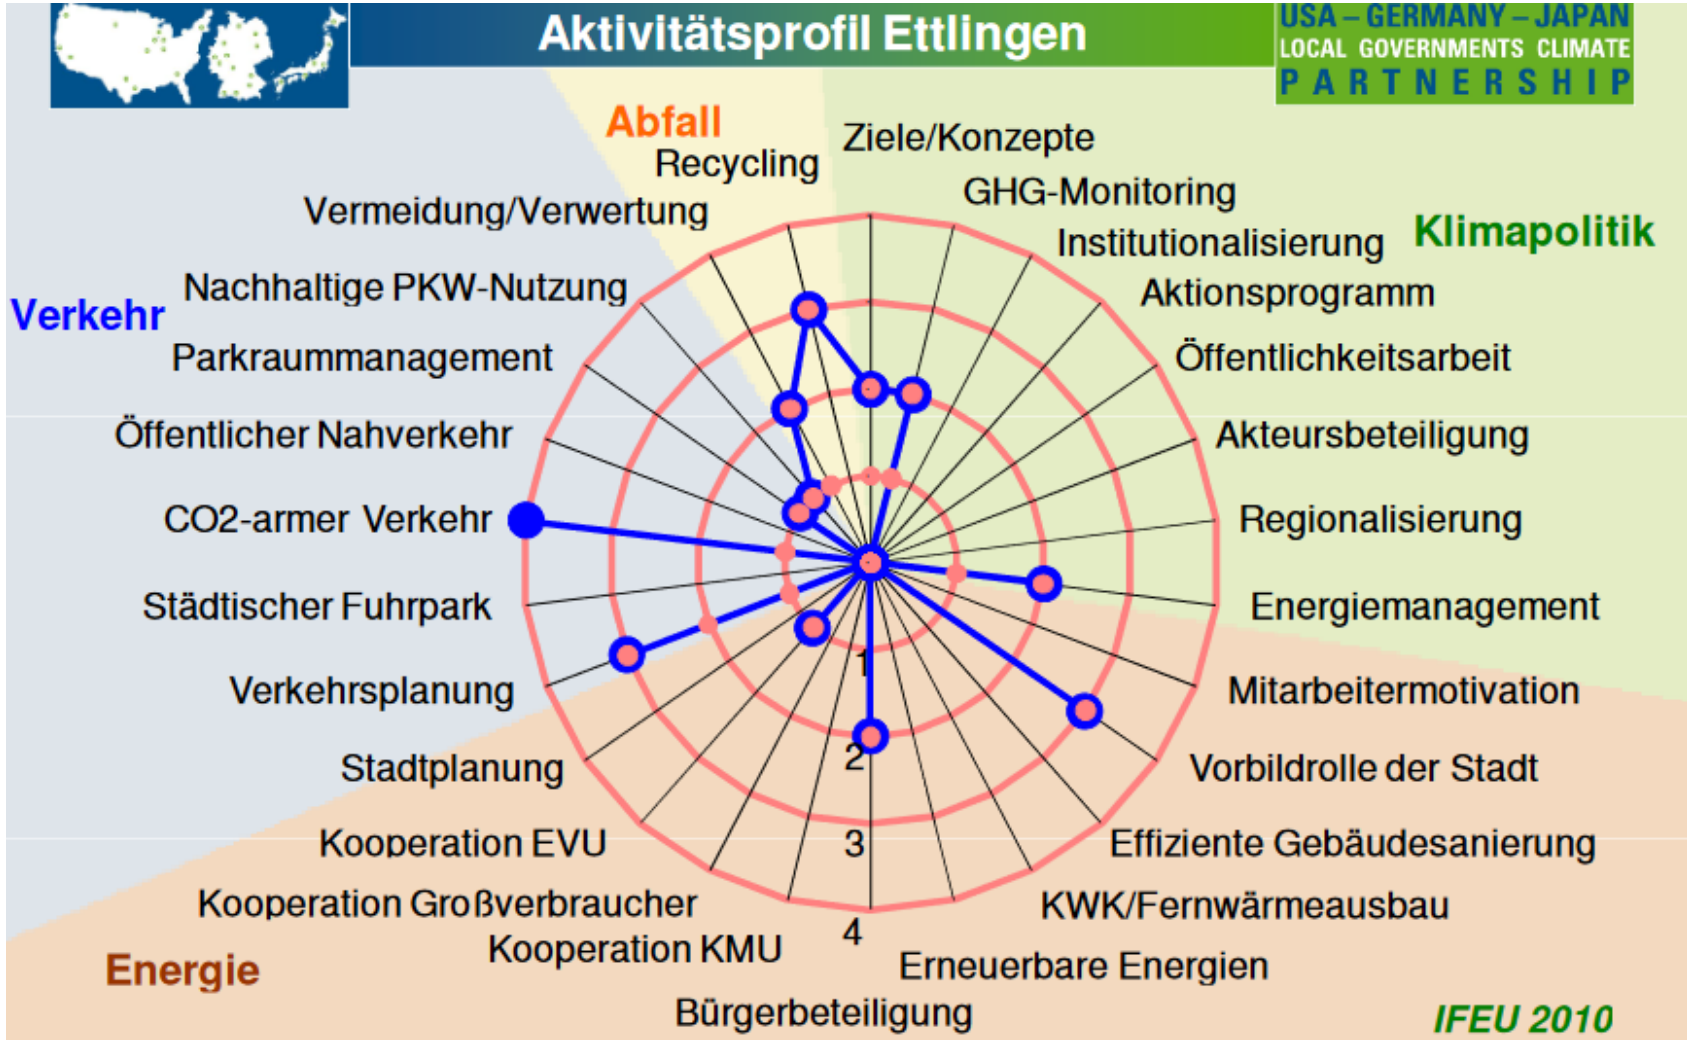 Aktivitätsprofil Ettlingen
USA – GERMANY – JAPAN
LOCAL GOVERNMENTS CLIMATE
PARTNERSHIP
Abfall
Recycling
Ziele/Konzepte
GHG-Monitoring
Vermeidung/Verwertung
Institutionalisierung
Klimapolitik
Nachhaltige PKW-Nutzung
Aktionsprogramm
Verkehr
Parkraummanagement
Öffentlichkeitsarbeit
Öffentlicher Nahverkehr
Akteursbeteiligung
CO2-armer Verkehr
Regionalisierung
Städtischer Fuhrpark
Energiemanagement
1
Verkehrsplanung
Mitarbeitermotivation
2
Stadtplanung
Vorbildrolle der Stadt
3
Kooperation EVU
Effiziente Gebäudesanierung
Kooperation Großverbraucher
KWK/Fernwärmeausbau
4
Kooperation KMU
Erneuerbare Energien
Energie
Bürgerbeteiligung
IFEU 2010